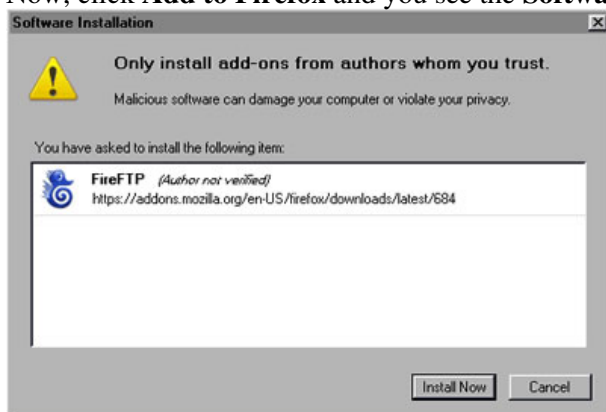 Now, click Add to Firefox and you see the Softwa
Software Installation
Only install add-ons from authors whom you trust.
Malicious software can damage your computer or violate your privacy.
You have asked to install the following item:
FireFTP (Author not verified)
https://addons.mozilla.org/en-US/firefox/downloads/latest/684
Install Now Cancel